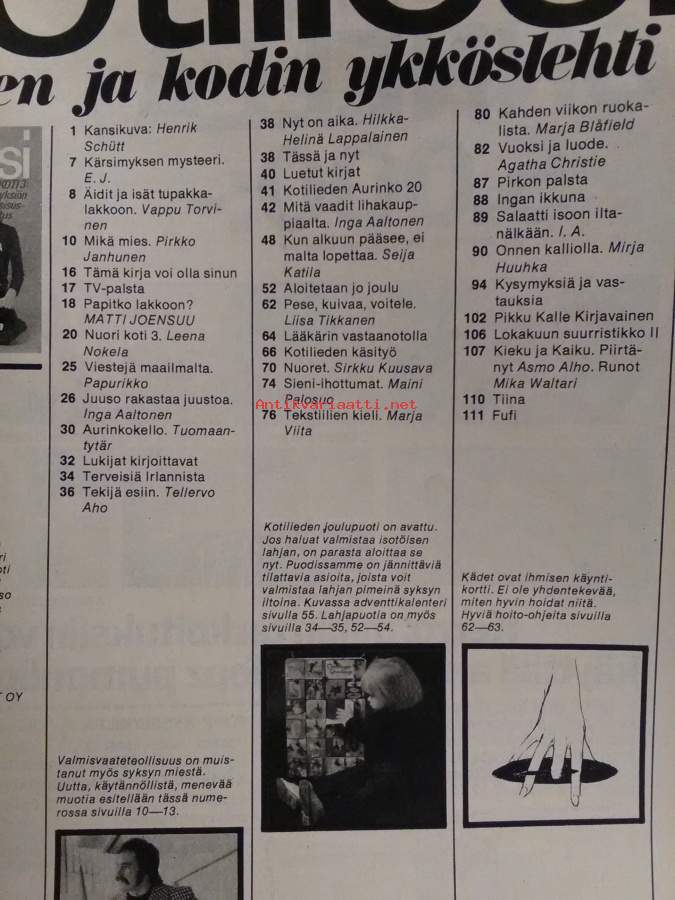 en ja kodin ykköslehti
1 Kansikuva: Henrik
Schütt
7 Kärsimyksen mysteeri.
E. J.
8 Äidit ja isät tupakka-
lakkoon. Vappu Torvi-
nen
10 Mikä mies. Pirkko
Janhunen
16 Tämä kirja voi olla sinun
17 TV-palsta
18 Papitko lakkoon?
MATTI JOENSUU
20 Nuori koti 3. Leena
Nokela
25 Viestejä maailmalta.
Papurikko
26 Juuso rakastaa juustoa.
Inga Aaltonen
30 Aurinkokello. Tuomaan-
tytär
32 Lukijat kirjoittavat
34 Terveisiä Irlannista
36 Tekijä esiin. Tellervo
Aho
Valmisvaateteollisuus on muis-
tanut myös syksyn miestä.
Uutta, käytännöllistä, menevää
muotia esitellään tässä nume-
rossa sivuilla 10—13.
38 Nyt on aika. Hilkka-
Helinä Lappalainen
38 Tässä ja nyt
40 Luetut kirjat
41 Kotilieden Aurinko 20
42 Mitä vaadit lihakaup-
piaalta. Inga Aaltonen
48 Kun alkuun pääsee, ei
malta lopettaa. Seija
Katila
52 Aloitetaan jo joulu
62 Pese, kuivaa, voitele.
Liisa Tikkanen
64 Lääkärin vastaanotolla
66 Kotilieden käsityö
70 Nuoret. Sirkku Kuusava
74 Sieni-ihottumat. Maini
Palosuo
Antikvariaatti.net
76 Tekstiilien kieli. Marja
Viita
Kotilieden joulupuoti on avattu.
Jos haluat valmistaa isotöisen
lahjan, on parasta aloittaa se
nyt. Puodissamme on jännittäviä
tilattavia asioita, joista voit
valmistaa lahjan pimeinä syksyn
iltoina. Kuvassa adventtikalenteri
sivulla 55. Lahjapuotia on myös
sivuilla 34—35, 52—54.
80 Kahden viikon ruoka-
lista. Marja Blåfield
82 Vuoksi ja luode.
Agatha Christie
87 Pirkon palsta
88 Ingan ikkuna
89 Salaatti isoon ilta-
nälkään. I. A.
90 Onnen kalliolla. Mirja
Huuhka
94 Kysymyksiä ja vas-
tauksia
102 Pikku Kalle Kirjavainen
106 Lokakuun suurristikko II
107 Kieku ja Kaiku. Piirtä-
nyt Asmo Alho. Runot
Mika Waltari
110 Tiina
111 Fufi
Kädet ovat ihmisen käynti-
kortti. Ei ole yhdentekevää,
miten hyvin hoidat niitä.
Hyviä hoito-ohjeita sivuilla
62—63.